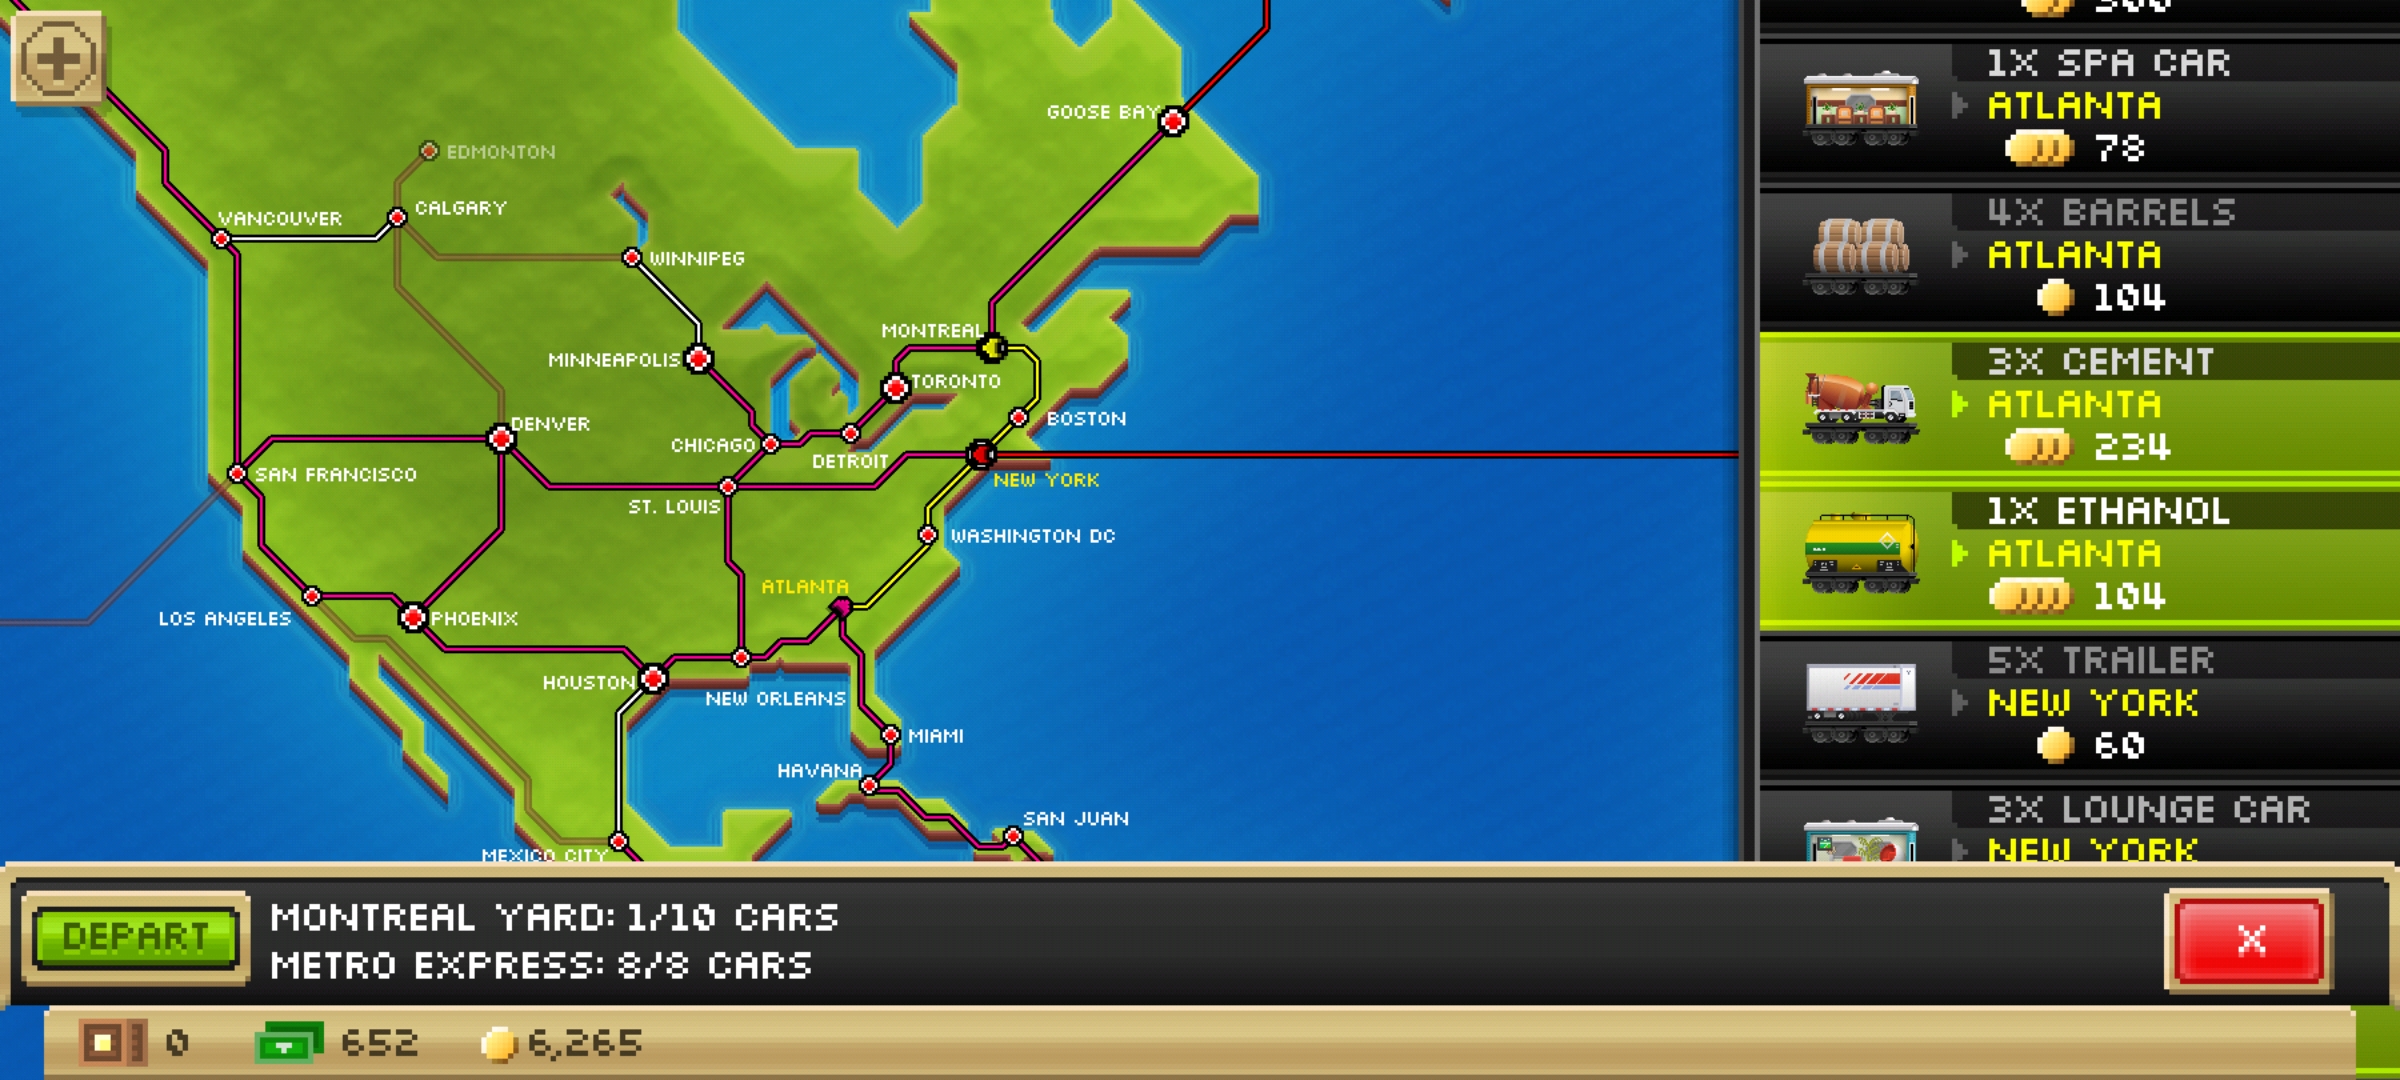 GOOSE BAY
EDMONTON
CALGARY
VANCOUVER
WINNIPEG
MONTREAL
MINNEAPOLIS
TORONTO
BOSTON
DENVER
CHICAGO
DETROIT
SAN FRANCISCO
NEW YORK
ST. LOUIS
WASHINGTON DC
ATLANTA
LOS ANGELES
PHOENIX
HOUSTON
NEW ORLEANS
MIAMI
HAVANA
SAN JUAN
MEXICO CITY
300
1X SPA CAR
ATLANTA
78
4X BARRELS
ATLANTA
104
3X CEMENT
ATLANTA
234
1X ETHANOL
ATLANTA
104
5X TRAILER
NEW YORK
60
3X LOUNGE CAR
NEW YORK
DEPART
MONTREAL YARD: 1/10 CARS
METRO EXPRESS: 8/8 CARS
X
0
652
6,265